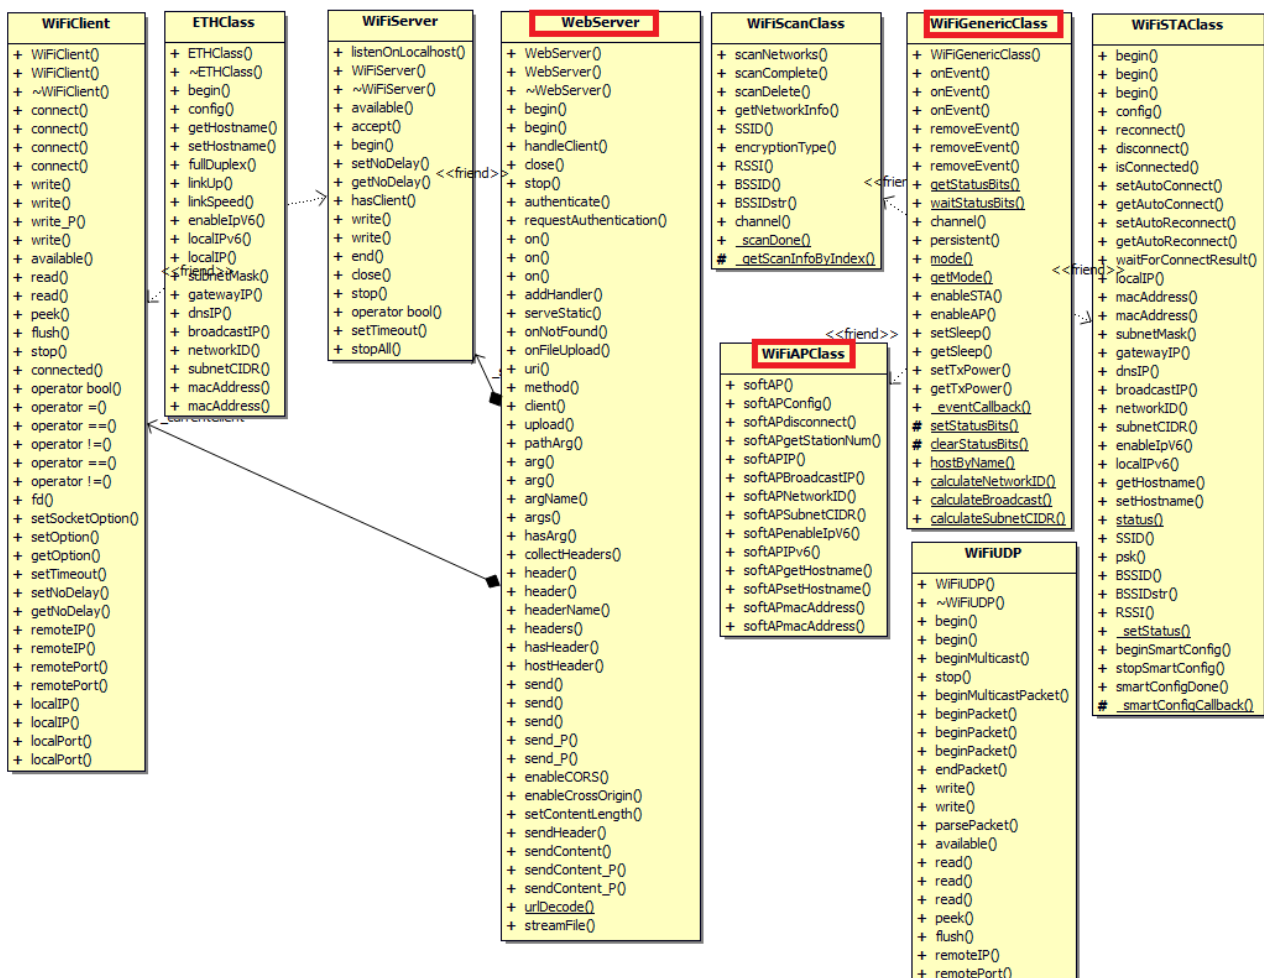 WiFiClient
+ WiFiClient()
+ WiFiClient()
+ ~WiFiClient()
+ connect()
+ connect()
+ connect()
+ connect()
+ write()
+ write()
+ write_P()
+ write()
+ available()
+ read()
+ read()
+ peek()
+ flush()
+ stop()
+ connected()
+ operator bool()
+ operator =()
+ operator ==()
+ operator !=()
+ operator ==()
+ operator !=()
+ fd()
+ setSocketOption()
+ setOption()
+ getOption()
+ setTimeout()
+ setNoDelay()
+ getNoDelay()
+ remoteIP()
+ remoteIP()
+ remotePort()
+ remotePort()
+ localIP()
+ localIP()
+ localPort()
+ localPort()
ETHClass
+ ETHClass()
+ ~ETHClass()
+ begin()
+ config()
+ getHostname()
+ setHostname()
+ fullDuplex()
+ linkUp()
+ linkSpeed()
+ enableIpV6()
+ localIPv6()
+ localIP()
+ subnetMask()
+ gatewayIP()
+ dnsIP()
+ broadcastIP()
+ networkID()
+ subnetCIDR()
+ macAddress()
+ macAddress()
<<friend>>
_currentClient
WiFiServer
+ listenOnLocalhost()
+ WiFiServer()
+ ~WiFiServer()
+ available()
+ accept()
+ begin()
+ setNoDelay()
+ getNoDelay()
+ hasClient()
+ write()
+ write()
+ end()
+ close()
+ stop()
+ operator bool()
+ setTimeout()
+ stopAll()
<<friend>>
WebServer
+ WebServer()
+ WebServer()
+ ~WebServer()
+ begin()
+ begin()
+ handleClient()
+ close()
+ stop()
+ authenticate()
+ requestAuthentication()
+ on()
+ on()
+ on()
+ addHandler()
+ serveStatic()
+ onNotFound()
+ onFileUpload()
+ uri()
+ method()
+ client()
+ upload()
+ pathArg()
+ arg()
+ arg()
+ argName()
+ args()
+ hasArg()
+ collectHeaders()
+ header()
+ header()
+ headerName()
+ headers()
+ hasHeader()
+ hostHeader()
+ send()
+ send()
+ send()
+ send_P()
+ send_P()
+ enableCORS()
+ enableCrossOrigin()
+ setContentLength()
+ sendHeader()
+ sendContent()
+ sendContent_P()
+ sendContent_P()
+ urlDecode()
+ streamFile()
WiFiScanClass
+ scanNetworks()
+ scanComplete()
+ scanDelete()
+ getNetworkInfo()
+ SSID()
+ encryptionType()
+ RSSI()
+ BSSID()
+ BSSIDstr()
+ channel()
+ _scanDone()
# _getScanInfoByIndex()
<<friend>>
WiFiAPClass
+ softAP()
+ softAPConfig()
+ softAPdisconnect()
+ softAPgetStationNum()
+ softAPIP()
+ softAPBroadcastIP()
+ softAPNetworkID()
+ softAPSubnetCIDR()
+ softAPenableIpV6()
+ softAPIPv6()
+ softAPgetHostname()
+ softAPsetHostname()
+ softAPmacAddress()
+ softAPmacAddress()
WiFiGenericClass
+ WiFiGenericClass()
+ onEvent()
+ onEvent()
+ onEvent()
+ removeEvent()
+ removeEvent()
+ removeEvent()
+ getStatusBits()
+ waitStatusBits()
+ channel()
+ persistent()
+ mode()
+ getMode()
+ enableSTA()
+ enableAP()
+ setSleep()
+ getSleep()
+ setTxPower()
+ getTxPower()
+ _eventCallback()
# setStatusBits()
# clearStatusBits()
+ hostByName()
+ calculateNetworkID()
+ calculateBroadcast()
+ calculateSubnetCIDR()
<<friend>>
WiFiUDP
+ WiFiUDP()
+ ~WiFiUDP()
+ begin()
+ begin()
+ beginMulticast()
+ stop()
+ beginMulticastPacket()
+ beginPacket()
+ beginPacket()
+ beginPacket()
+ endPacket()
+ write()
+ write()
+ parsePacket()
+ available()
+ read()
+ read()
+ read()
+ peek()
+ flush()
+ remoteIP()
+ remotePort()
WiFiSTAClass
+ begin()
+ begin()
+ begin()
+ config()
+ reconnect()
+ disconnect()
+ isConnected()
+ setAutoConnect()
+ getAutoConnect()
+ setAutoReconnect()
+ getAutoReconnect()
+ waitForConnectResult()
+ localIP()
+ macAddress()
+ macAddress()
+ subnetMask()
+ gatewayIP()
+ dnsIP()
+ broadcastIP()
+ networkID()
+ subnetCIDR()
+ enableIpV6()
+ localIPv6()
+ getHostname()
+ setHostname()
+ status()
+ SSID()
+ psk()
+ BSSID()
+ BSSIDstr()
+ RSSI()
+ _setStatus()
+ beginSmartConfig()
+ stopSmartConfig()
+ smartConfigDone()
# _smartConfigCallback()